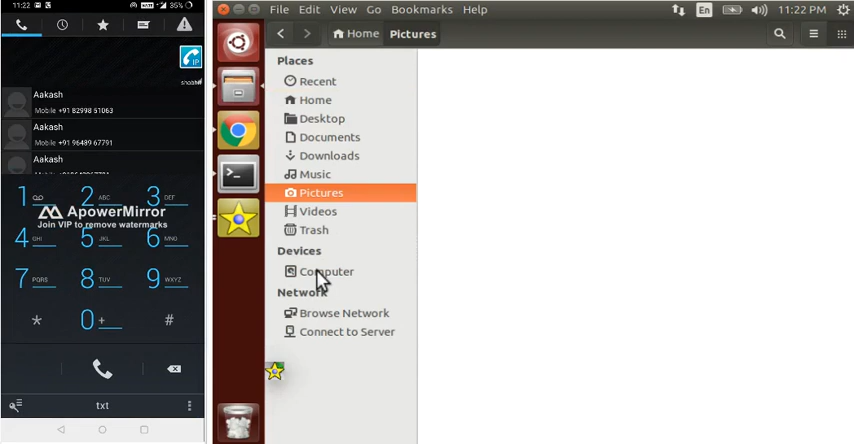 11:22
35%
IP
shabbir
Aakash
Mobile +91 82998 51063
Aakash
Mobile +91 96489 67791
Aakash
1
2 ABC
3 DEF
ApowerMirror
Join VIP to remove watermarks
4 GHI
5 JKL
6 MNO
7 PQRS
8 TUV
9 WXYZ
*
0 +
#
txt
File Edit View Go Bookmarks Help
En
11:22 PM
Home
Pictures
Places
Recent
Home
Desktop
Documents
Downloads
Music
Pictures
Videos
Trash
Devices
Computer
Network
Browse Network
Connect to Server